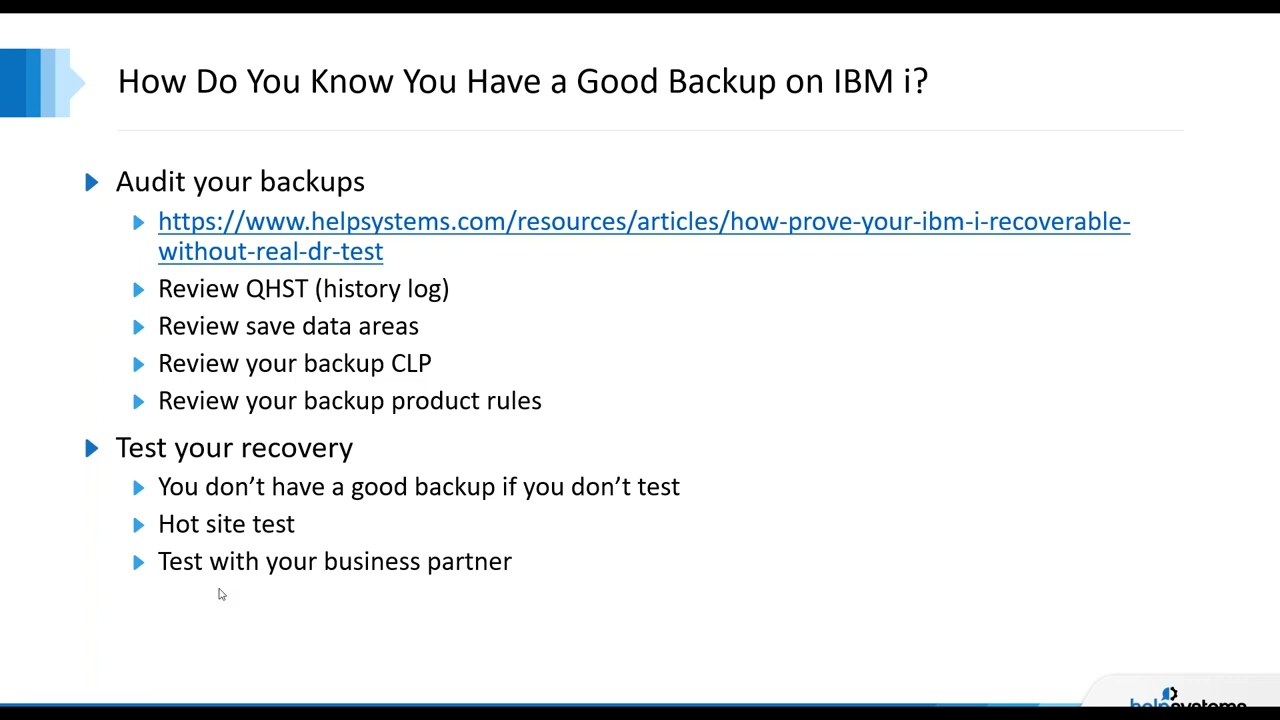 How Do You Know You Have a Good Backup on IBM i?
Audit your backups
https://www.helpsystems.com/resources/articles/how-prove-your-ibm-i-recoverable-
without-real-dr-test
Review QHST (history log)
Review save data areas
Review your backup CLP
Review your backup product rules
Test your recovery
You don’t have a good backup if you don’t test
Hot site test
Test with your business partner
helpsystems